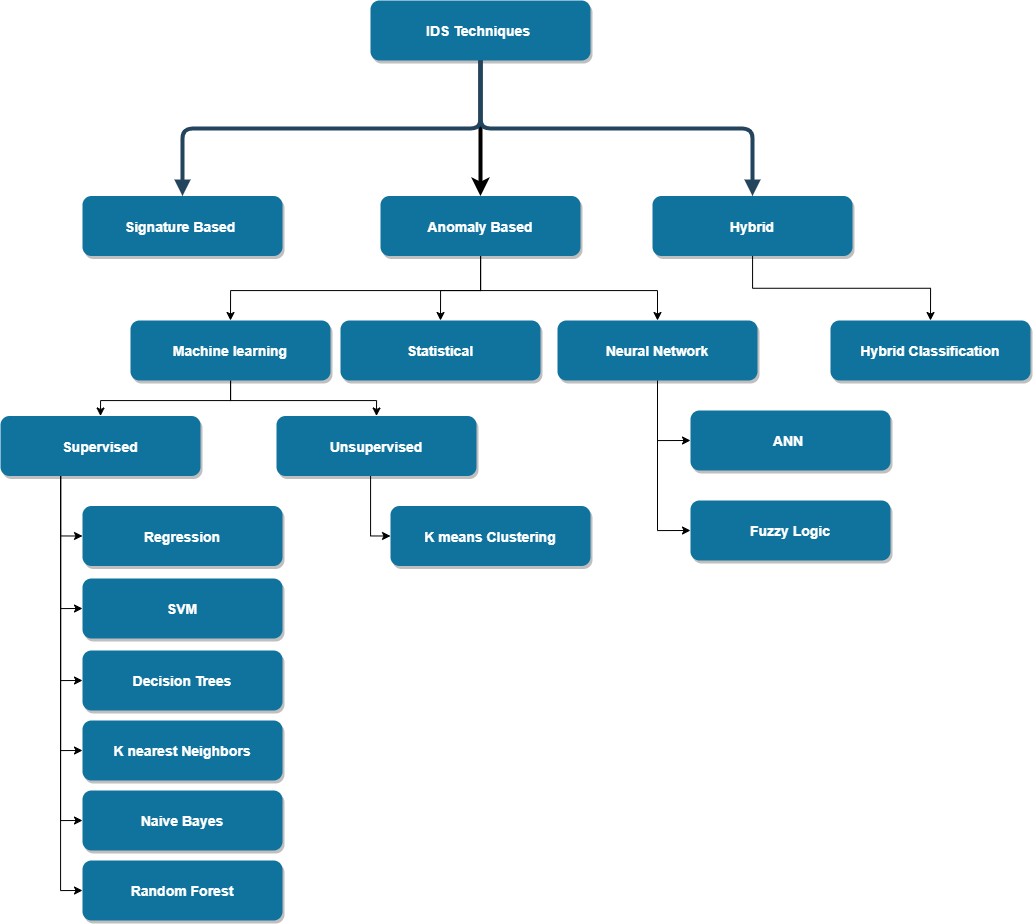 IDS Techniques
Signature Based
Anomaly Based
Hybrid
Machine learning
Statistical
Neural Network
Hybrid Classification
Supervised
Unsupervised
ANN
Regression
K means Clustering
Fuzzy Logic
SVM
Decision Trees
K nearest Neighbors
Naive Bayes
Random Forest